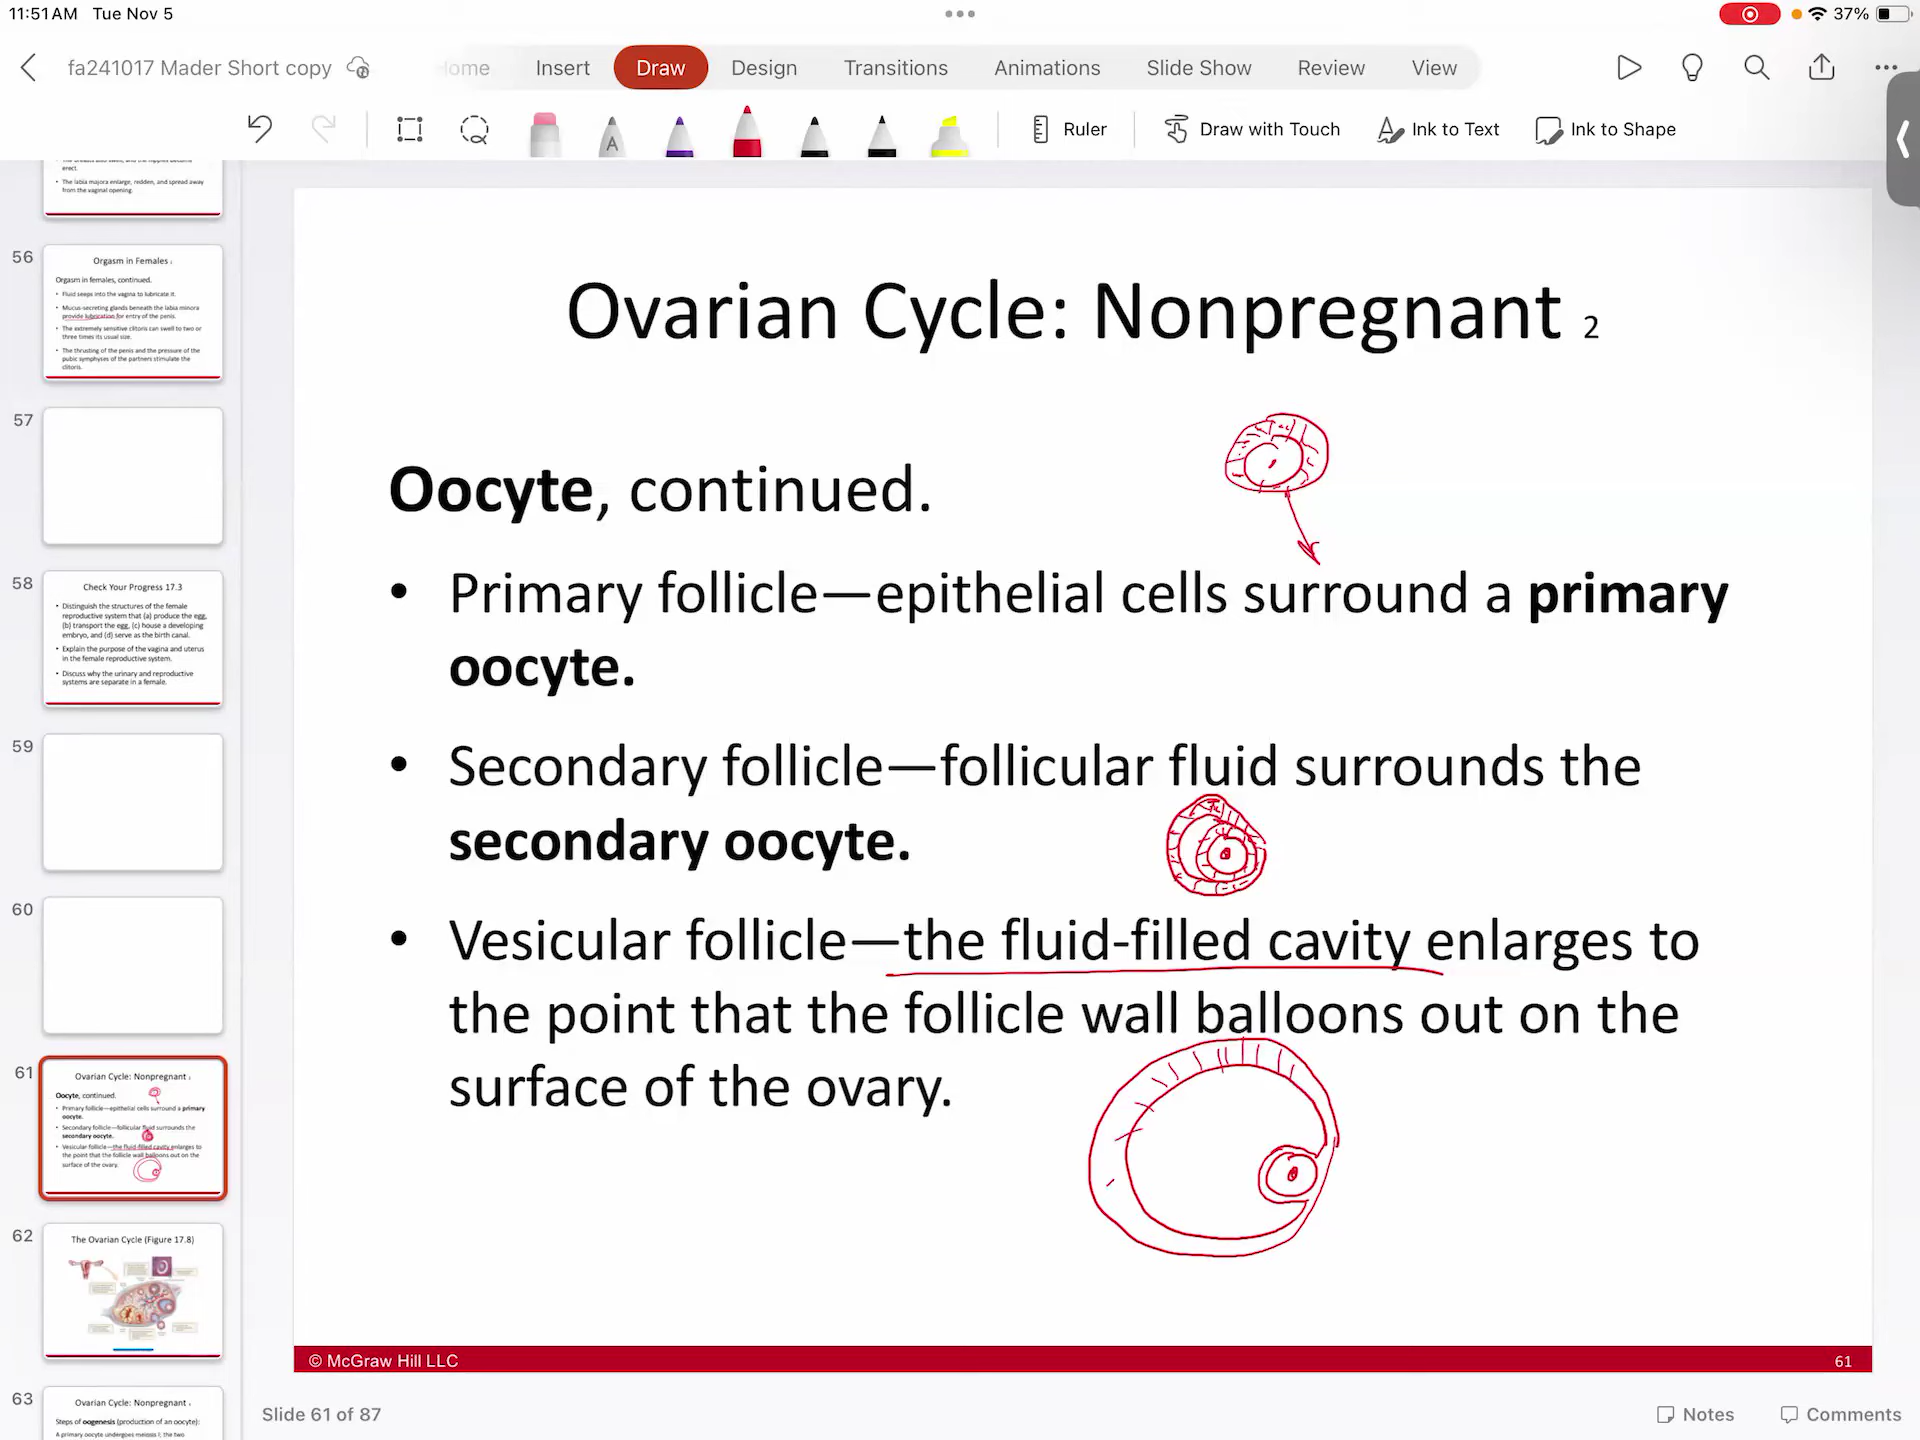 11:51 AM Tue Nov 5
37%
fa241017 Mader Short copy
Home Insert Draw Design Transitions Animations Slide Show Review View
Ruler Draw with Touch Ink to Text Ink to Shape
erect.
• The labia majora enlarge, redden, and spread away
from the vaginal opening.
56
Orgasm in Females
Orgasm in females, continued.
• Fluid seeps into the vagina to lubricate it.
• Mucus-secreting glands beneath the labia minora
provide lubrication for entry of the penis.
• The extremely sensitive clitoris can swell to two or
three times its usual size.
• The thrusting of the penis and the pressure of the
pubic symphyses of the partners stimulate the
clitoris.
57
58
Check Your Progress 17.3
• Distinguish the structures of the female
reproductive system that (a) produce the egg,
(b) transport the egg, (c) house a developing
embryo, and (d) serve as the birth canal.
• Explain the purpose of the vagina and uterus
in the female reproductive system.
• Discuss why the urinary and reproductive
systems are separate in a female.
59
60
61
Ovarian Cycle: Nonpregnant
Oocyte, continued.
• Primary follicle—epithelial cells surround a primary
oocyte.
• Secondary follicle—follicular fluid surrounds the
secondary oocyte.
• Vesicular follicle—the fluid-filled cavity enlarges to
the point that the follicle wall balloons out on the
surface of the ovary.
62
The Ovarian Cycle (Figure 17.8)
63
Ovarian Cycle: Nonpregnant
Steps of oogenesis (production of an oocyte):
A primary oocyte undergoes meiosis I; the two
Ovarian Cycle: Nonpregnant 2
Oocyte, continued.
• Primary follicle—epithelial cells surround a primary
oocyte.
• Secondary follicle—follicular fluid surrounds the
secondary oocyte.
• Vesicular follicle—the fluid-filled cavity enlarges to
the point that the follicle wall balloons out on the
surface of the ovary.
© McGraw Hill LLC
61
Slide 61 of 87
Notes Comments